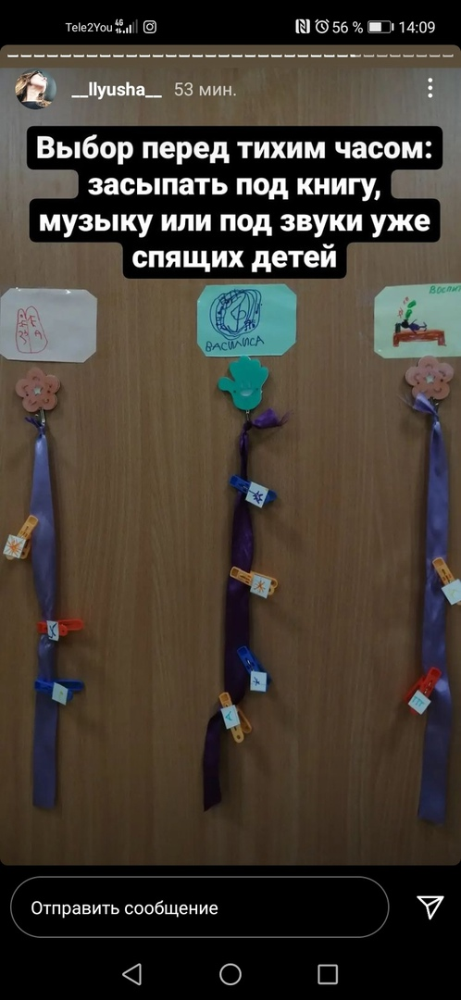 Tele2You 4G 56 % 14:09
__llyusha__ 53 мин.
Выбор перед тихим часом:
засыпать под книгу,
музыку или под звуки уже
спящих детей
ВАСИЛИСА
Отправить сообщение